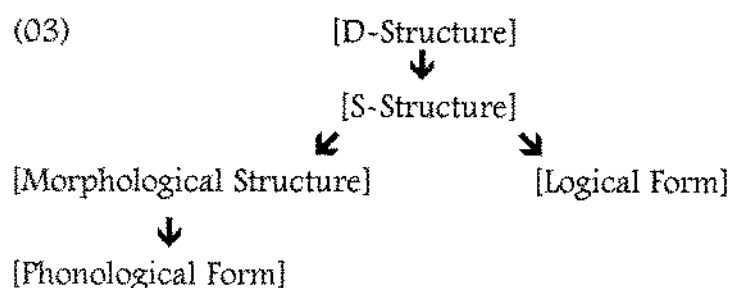 (03) [D-Structure]
[S-Structure]
[Morphological Structure] [Logical Form]
[Phonological Form]